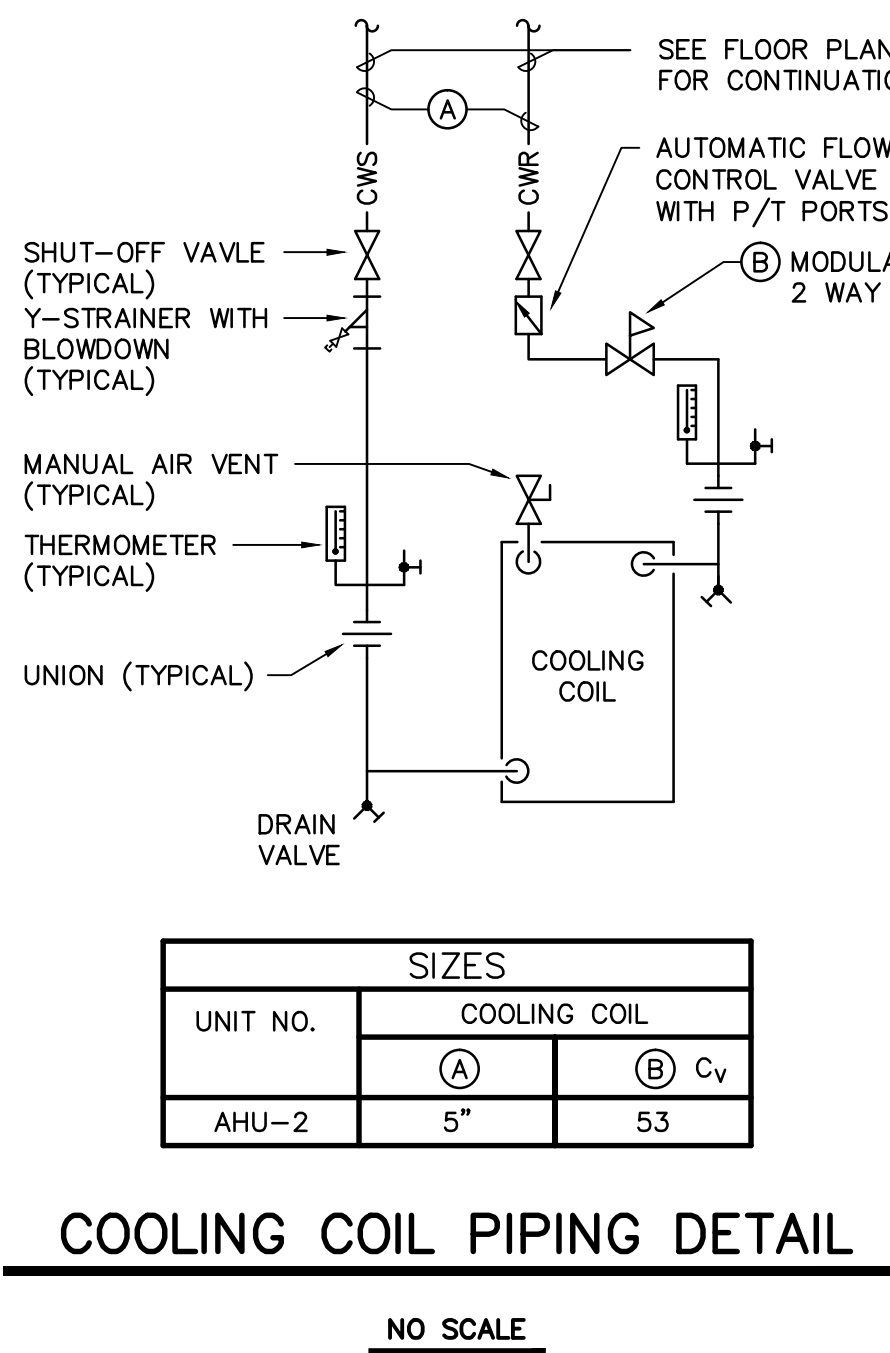 SEE FLOOR PLAN
FOR CONTINUATIO
A
CWS
CWR
AUTOMATIC FLOW
CONTROL VALVE
WITH P/T PORTS
SHUT-OFF VAVLE
(TYPICAL)
B MODULA
2 WAY
Y-STRAINER WITH
BLOWDOWN
(TYPICAL)
MANUAL AIR VENT
(TYPICAL)
THERMOMETER
(TYPICAL)
UNION (TYPICAL)
COOLING
COIL
DRAIN
VALVE
SIZES
UNIT NO.
COOLING COIL
A
B CV
AHU-2
5"
53
COOLING COIL PIPING DETAIL
NO SCALE